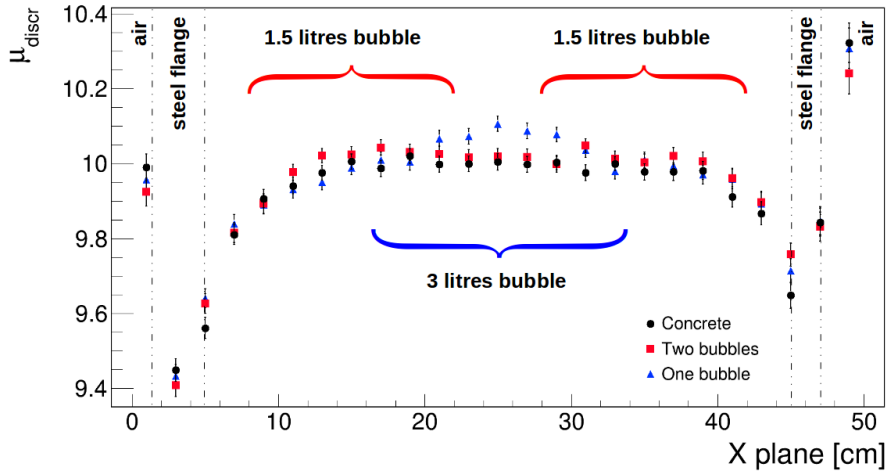 10.4
10.2
10
9.8
9.6
9.4
μdiscr
air
steel flange
1.5 litres bubble
1.5 litres bubble
steel flange
air
3 litres bubble
Concrete
Two bubbles
One bubble
0
10
20
30
40
50
X plane [cm]